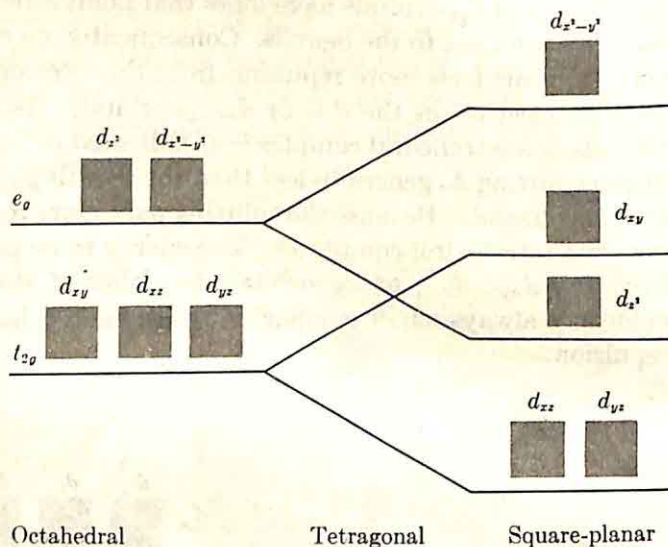 d_{x²−y²}
d_{z²} d_{x²−y²}
e_g
d_{xy}
d_{xy} d_{xz} d_{yz}
d_{z²}
t_{2g}
d_{xz} d_{yz}
Octahedral Tetragonal Square-planar